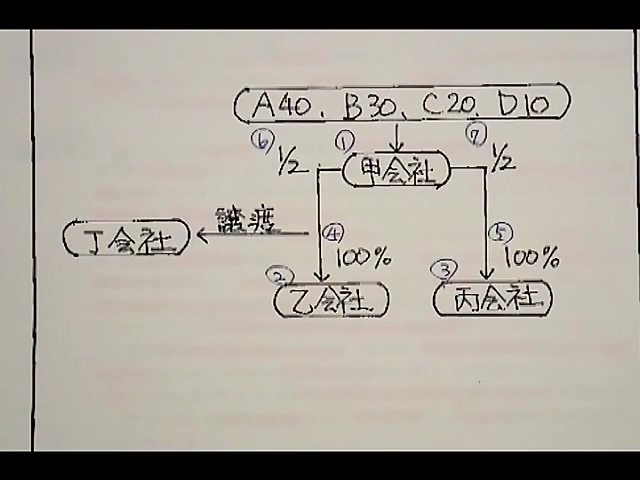 A40、B30、C20、D10
⑥ ① ⑦
1/2 甲会社 1/2
丁会社 譲渡 ④ ⑤
100% 100%
② ③
乙会社 丙会社